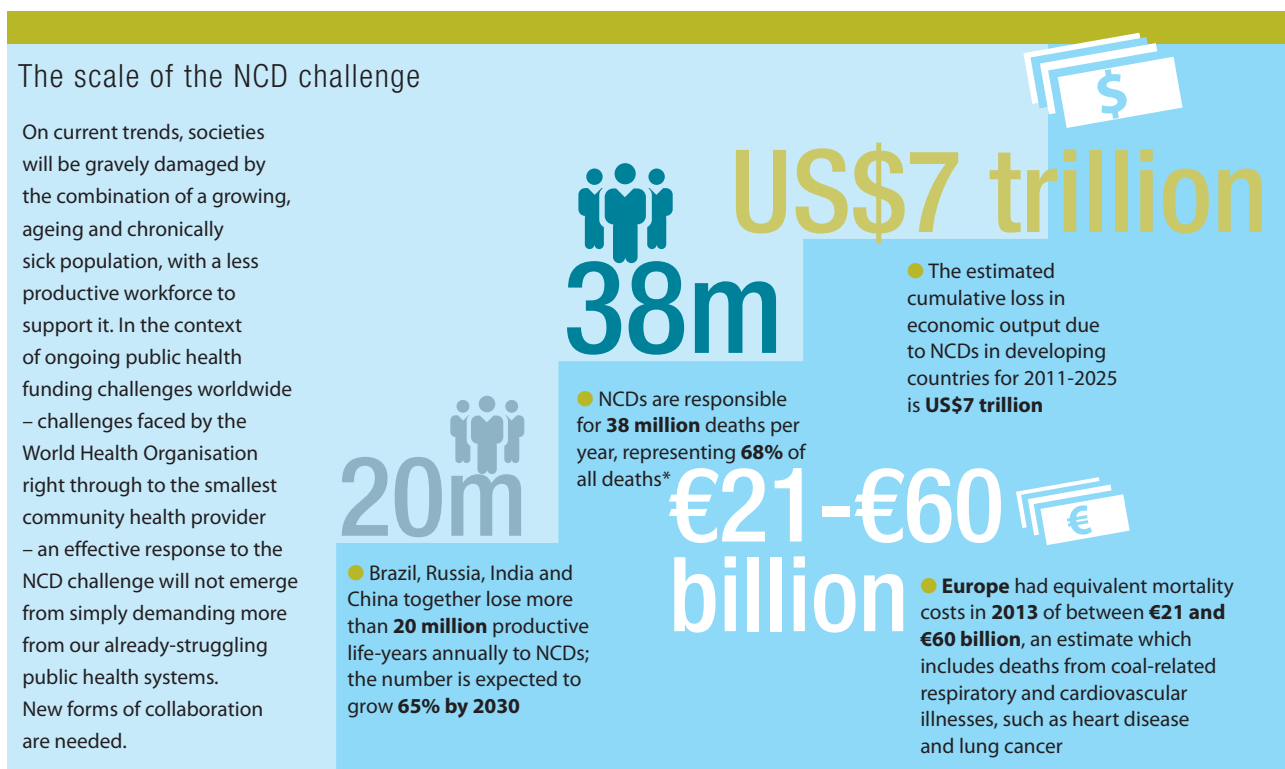 The scale of the NCD challenge
On current trends, societies
will be gravely damaged by
the combination of a growing,
ageing and chronically
sick population, with a less
productive workforce to
support it. In the context
of ongoing public health
funding challenges worldwide
– challenges faced by the
World Health Organisation
right through to the smallest
community health provider
– an effective response to the
NCD challenge will not emerge
from simply demanding more
from our already-struggling
public health systems.
New forms of collaboration
are needed.
20m
● Brazil, Russia, India and
China together lose more
than 20 million productive
life-years annually to NCDs;
the number is expected to
grow 65% by 2030
38m
● NCDs are responsible
for 38 million deaths per
year, representing 68% of
all deaths*
$
US$7 trillion
● The estimated
cumulative loss in
economic output due
to NCDs in developing
countries for 2011-2025
is US$7 trillion
€21-€60
billion
€
● Europe had equivalent mortality
costs in 2013 of between €21 and
€60 billion, an estimate which
includes deaths from coal-related
respiratory and cardiovascular
illnesses, such as heart disease
and lung cancer